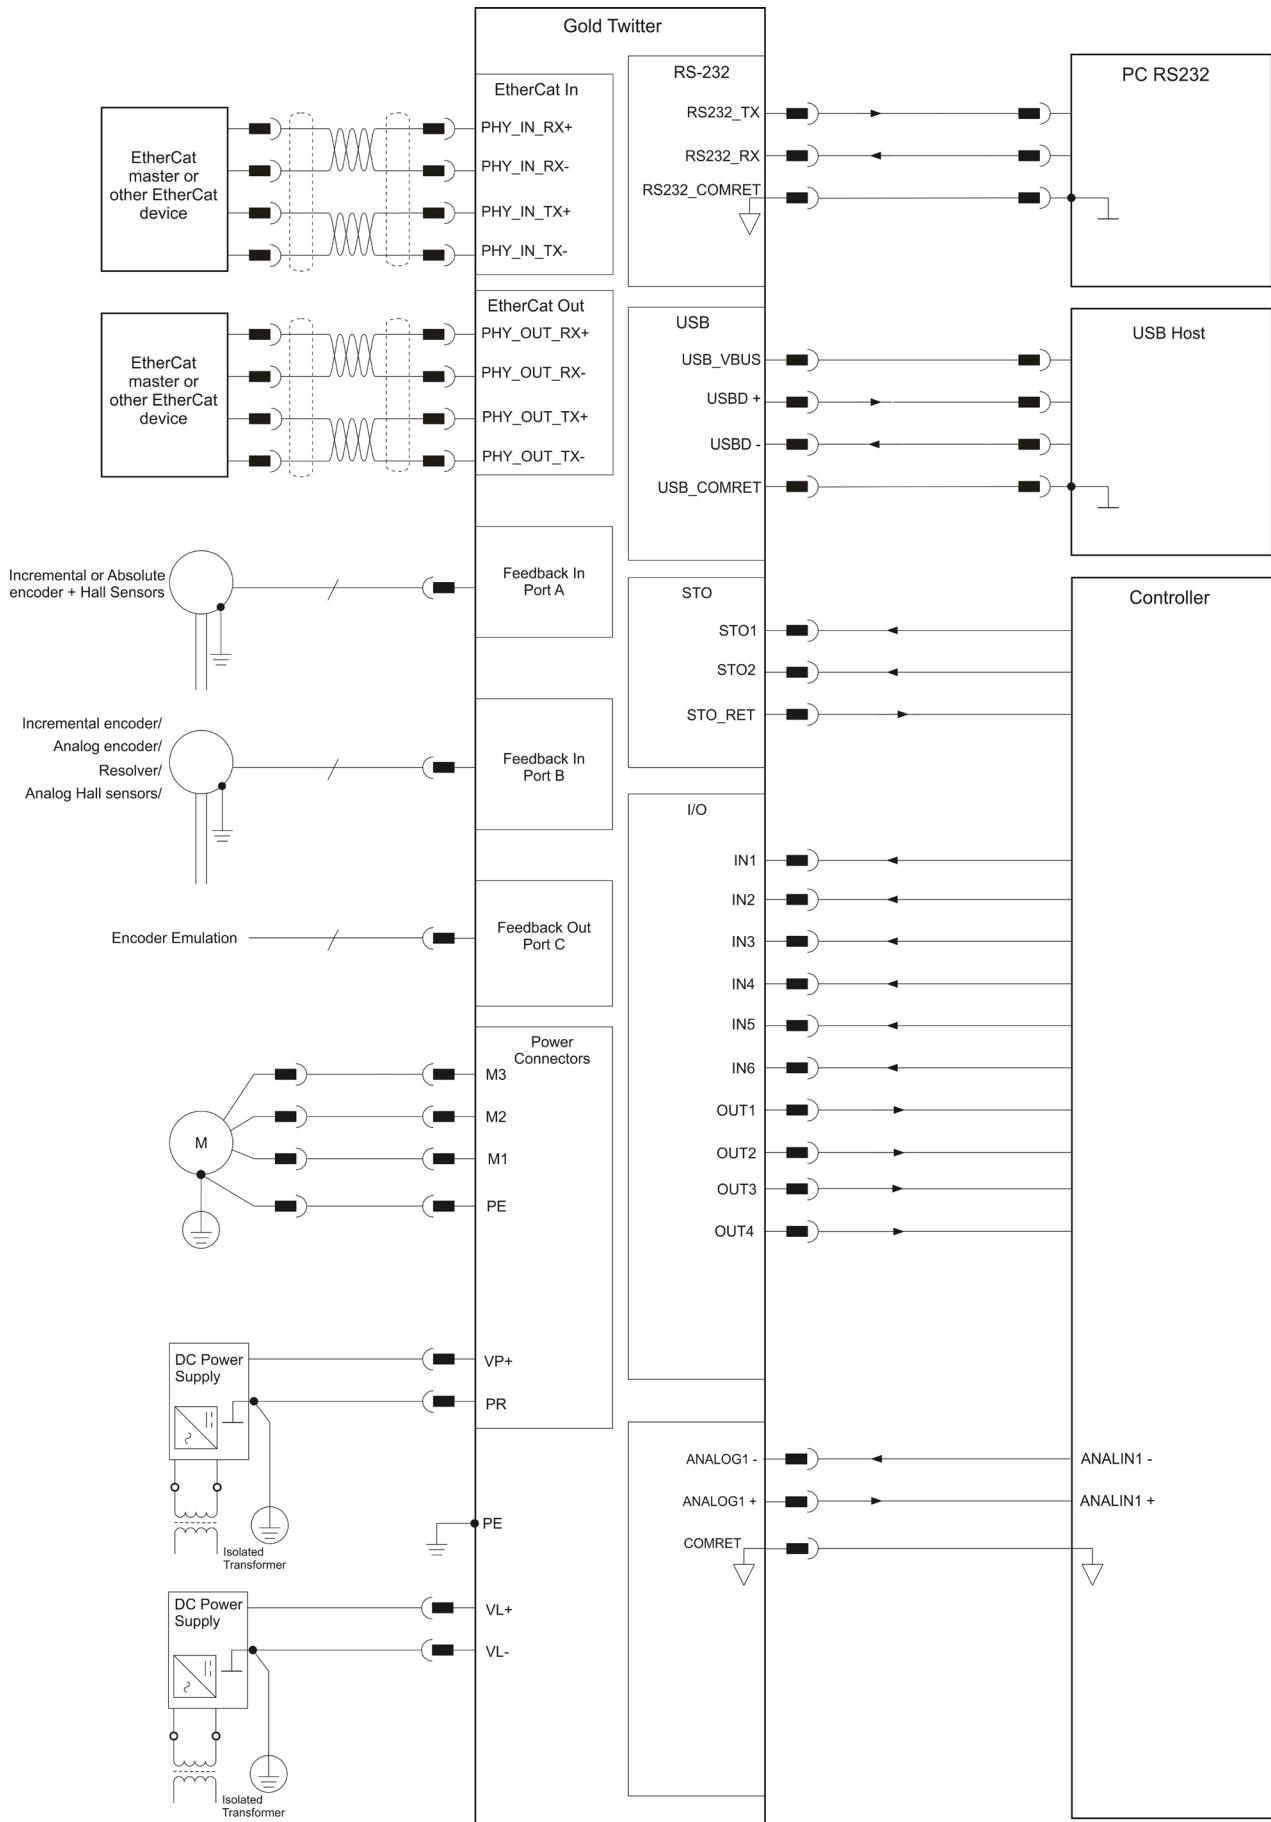 Gold Twitter
EtherCat In
PHY_IN_RX+
PHY_IN_RX-
PHY_IN_TX+
PHY_IN_TX-
EtherCat
master or
other EtherCat
device
EtherCat Out
PHY_OUT_RX+
PHY_OUT_RX-
PHY_OUT_TX+
PHY_OUT_TX-
EtherCat
master or
other EtherCat
device
Incremental or Absolute
encoder + Hall Sensors
Feedback In
Port A
Incremental encoder/
Analog encoder/
Resolver/
Analog Hall sensors/
Feedback In
Port B
Encoder Emulation
Feedback Out
Port C
Power
Connectors
M3
M2
M1
PE
M
DC Power
Supply
VP+
PR
~
Isolated
Transformer
PE
DC Power
Supply
VL+
VL-
~
Isolated
Transformer
RS-232
RS232_TX
RS232_RX
RS232_COMRET
PC RS232
USB
USB_VBUS
USBD +
USBD -
USB_COMRET
USB Host
STO
STO1
STO2
STO_RET
Controller
I/O
IN1
IN2
IN3
IN4
IN5
IN6
OUT1
OUT2
OUT3
OUT4
ANALOG1 -
ANALOG1 +
COMRET
ANALIN1 -
ANALIN1 +